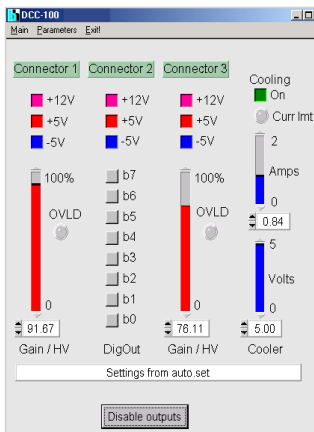 DCC-100
Main Parameters Exit!
Connector 1 Connector 2 Connector 3
Cooling
On
+12V +12V +12V
+5V +5V +5V
-5V -5V -5V
Curr lmt
2
100% b7 100% Amps
b6
OVLD b5 OVLD
b4
0
0.84
b3
5
b2
Volts
b1
0 b0 0 0
91.67 76.11 5.00
Gain / HV DigOut Gain / HV Cooler
Settings from auto.set
Disable outputs